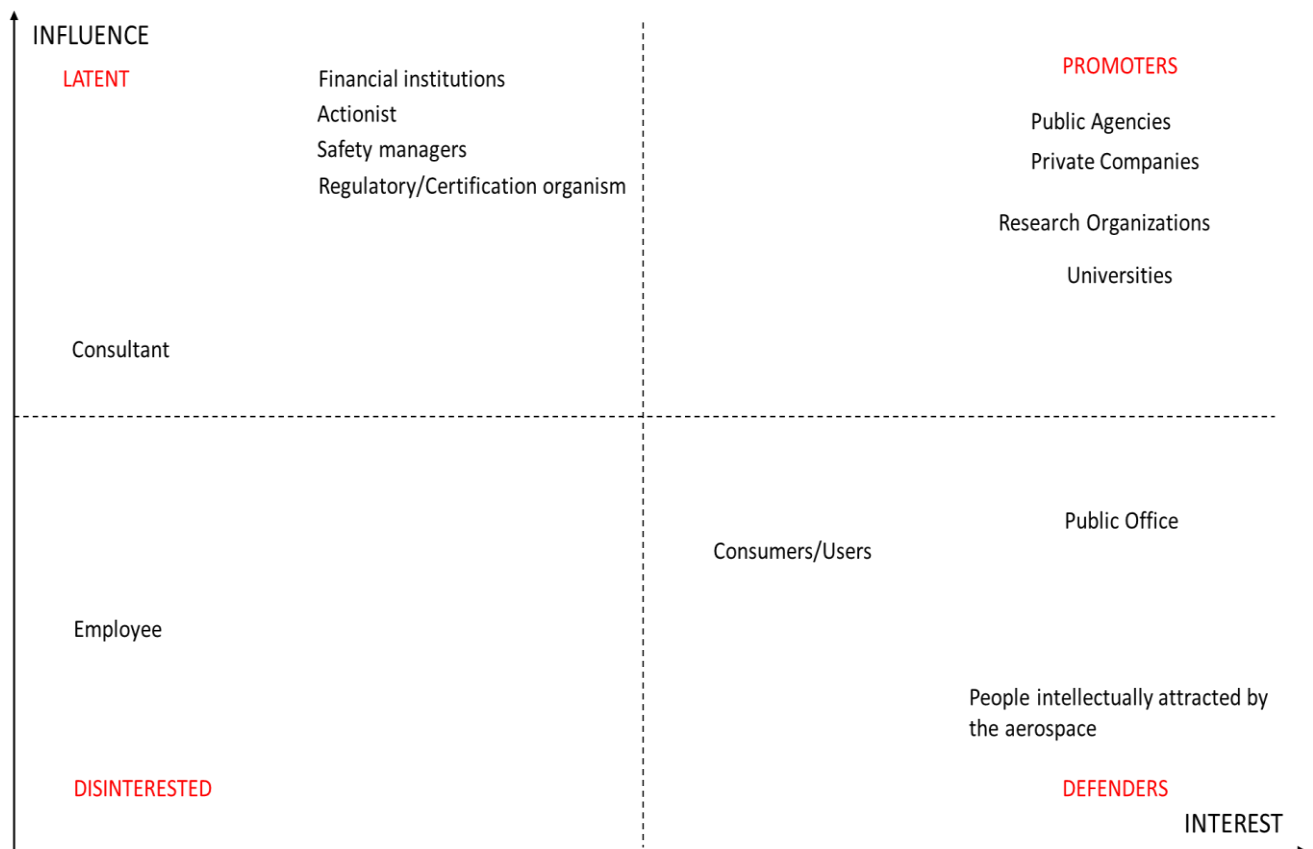 INFLUENCE
LATENT
Financial institutions
Actionist
Safety managers
Regulatory/Certification organism
Consultant
PROMOTERS
Public Agencies
Private Companies
Research Organizations
Universities
Employee
DISINTERESTED
Public Office
Consumers/Users
People intellectually attracted by
the aerospace
DEFENDERS
INTEREST